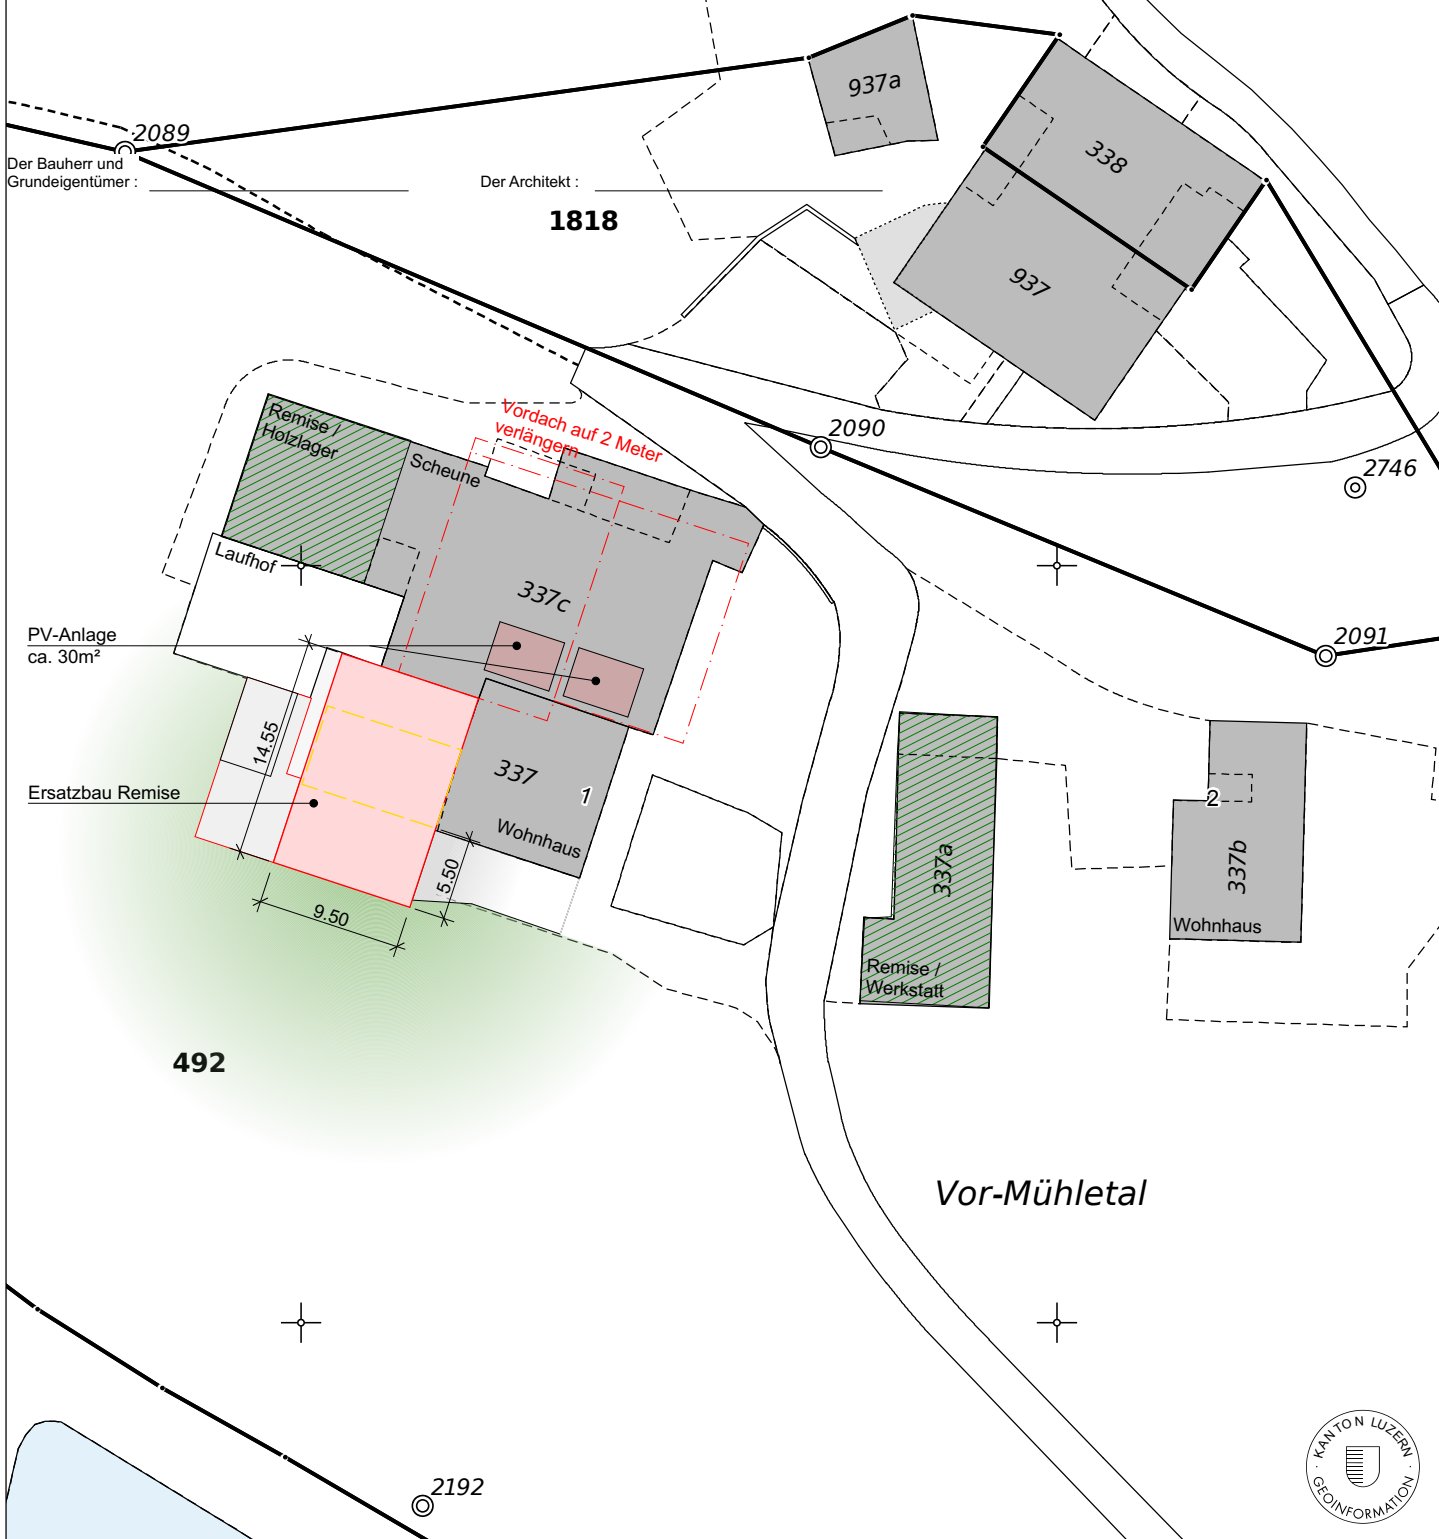 937a
2089
338
Der Bauherr und
Grundeigentümer :
Der Architekt :
1818
937
Vordach auf 2 Meter
verlängern
Remise /
Holzlager
2090
Scheune
2746
Laufhof
337c
PV-Anlage
ca. 30m²
2091
14.55
337
1
Ersatzbau Remise
2
Wohnhaus
337a
337b
5.50
9.50
Wohnhaus
Remise /
Werkstatt
492
Vor-Mühletal
2192
KANTON LUZERN
GEOINFORMATION